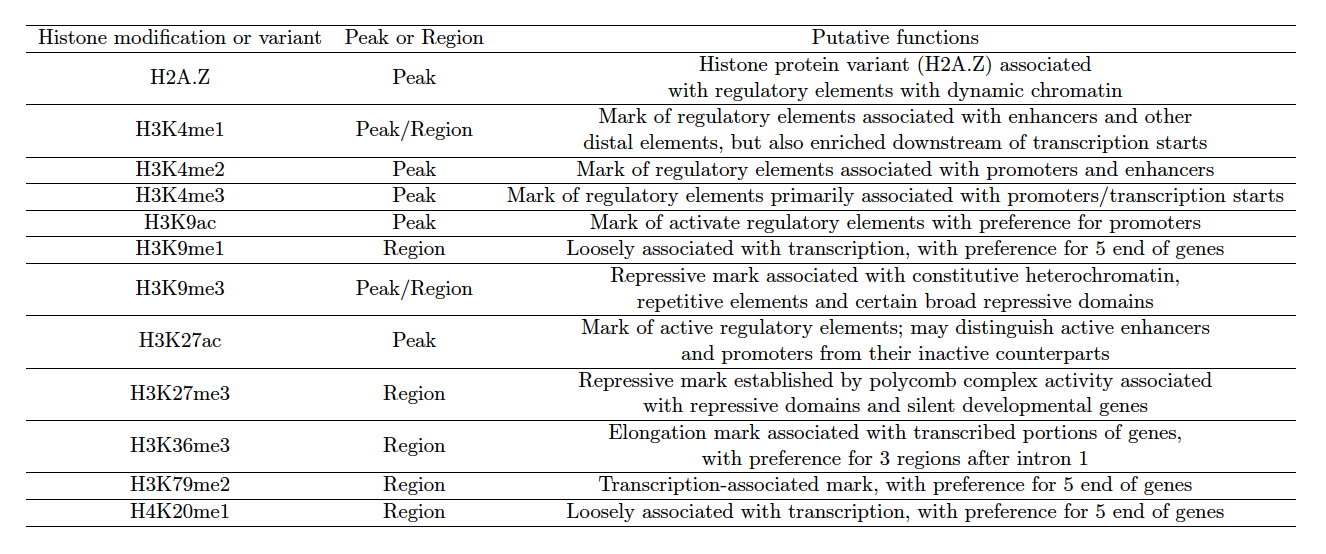 Histone modification or variant Peak or Region Putative functions
H2A.Z Peak Histone protein variant (H2A.Z) associated
with regulatory elements with dynamic chromatin
H3K4me1 Peak/Region Mark of regulatory elements associated with enhancers and other
distal elements, but also enriched downstream of transcription starts
H3K4me2 Peak Mark of regulatory elements associated with promoters and enhancers
H3K4me3 Peak Mark of regulatory elements primarily associated with promoters/transcription starts
H3K9ac Peak Mark of activate regulatory elements with preference for promoters
H3K9me1 Region Loosely associated with transcription, with preference for 5 end of genes
H3K9me3 Peak/Region Repressive mark associated with constitutive heterochromatin,
repetitive elements and certain broad repressive domains
H3K27ac Peak Mark of active regulatory elements; may distinguish active enhancers
and promoters from their inactive counterparts
H3K27me3 Region Repressive mark established by polycomb complex activity associated
with repressive domains and silent developmental genes
H3K36me3 Region Elongation mark associated with transcribed portions of genes,
with preference for 3 regions after intron 1
H3K79me2 Region Transcription-associated mark, with preference for 5 end of genes
H4K20me1 Region Loosely associated with transcription, with preference for 5 end of genes